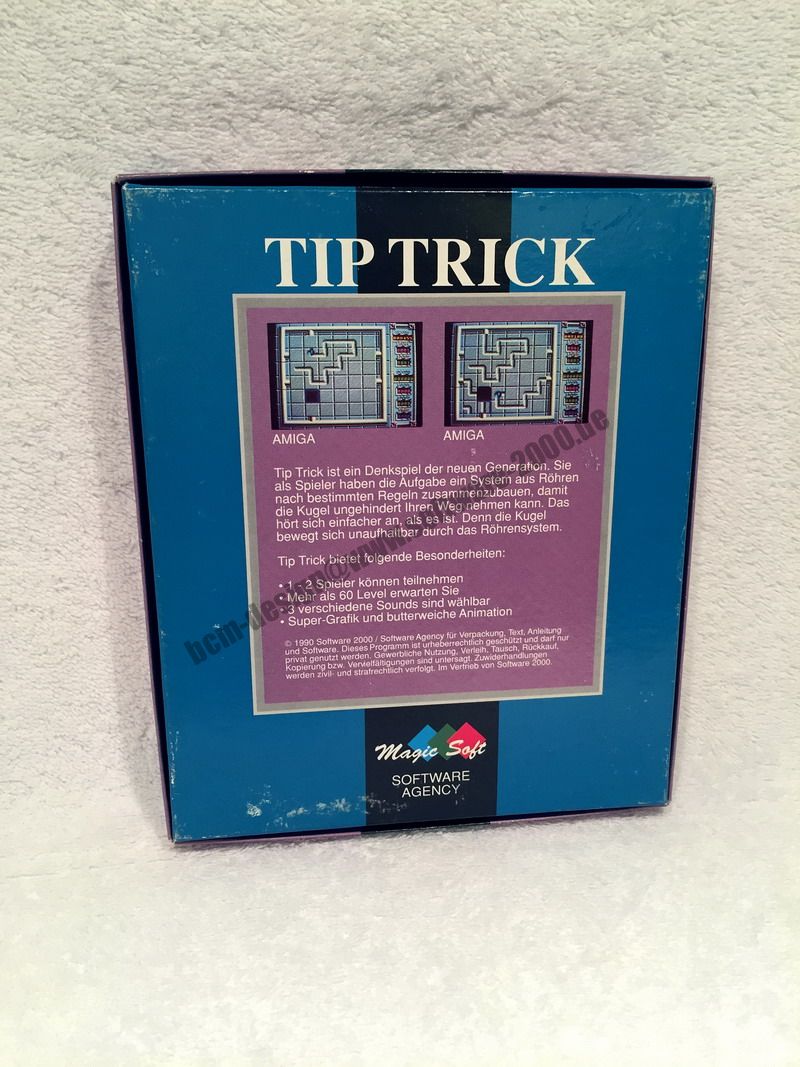 TIP TRICK
AMIGA
AMIGA
Tip Trick ist ein Denkspiel der neuen Generation. Sie
als Spieler haben die Aufgabe ein System aus Röhren
nach bestimmten Regeln zusammenzubauen, damit
die Kugel ungehindert Ihren Weg nehmen kann. Das
hört sich einfacher an, als es ist. Denn die Kugel
bewegt sich unaufhaltbar durch das Röhrensystem.
Tip Trick bietet folgende Besonderheiten:
• 1 - 2 Spieler können teilnehmen
• Mehr als 60 Level erwarten Sie
• 3 verschiedene Sounds sind wählbar
• Super-Grafik und butterweiche Animation
© 1990 Software 2000 / Software Agency für Verpackung, Text, Anleitung
und Software. Dieses Programm ist urheberrechtlich geschützt und darf nur
privat genutzt werden. Gewerbliche Nutzung, Verleih, Tausch, Rückkauf,
Kopierung bzw. Vervielfältigungen sind untersagt. Zuwiderhandlungen
werden zivil- und strafrechtlich verfolgt. Im Vertrieb von Software 2000.
Magic Soft
SOFTWARE
AGENCY
bcm-design@www.software-2000.de